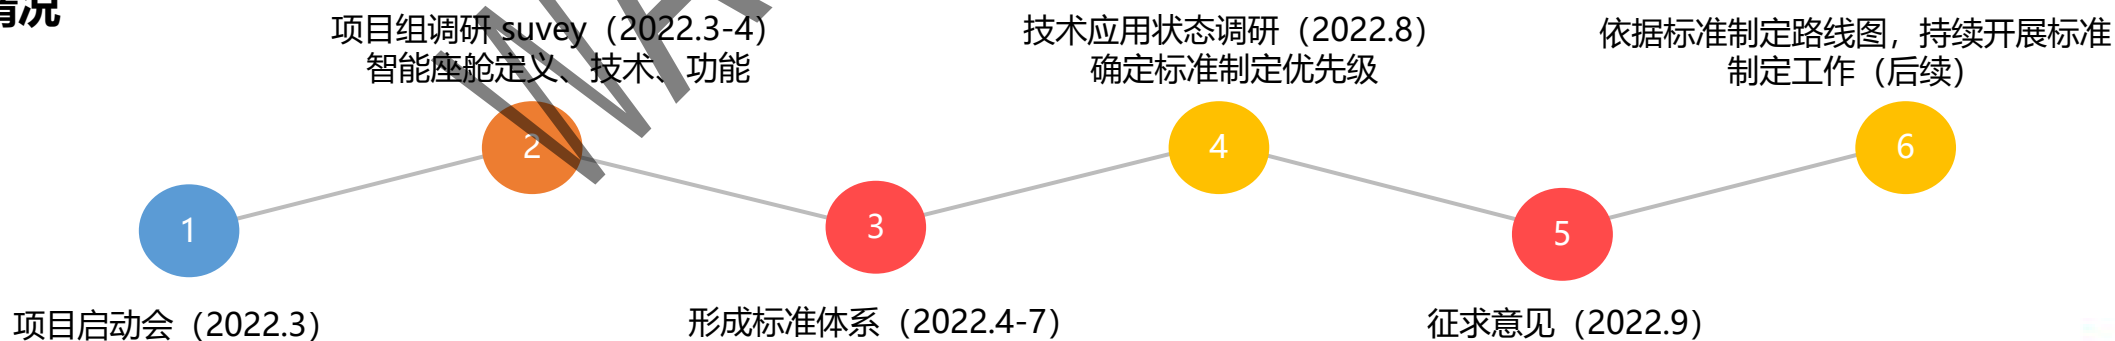 情况
项目组调研 suvey（2022.3-4）
智能座舱定义、技术、功能
技术应用状态调研（2022.8）
确定标准制定优先级
依据标准制定路线图，持续开展标准
制定工作（后续）
1
2
3
4
5
6
项目启动会（2022.3）
形成标准体系（2022.4-7）
征求意见（2022.9）